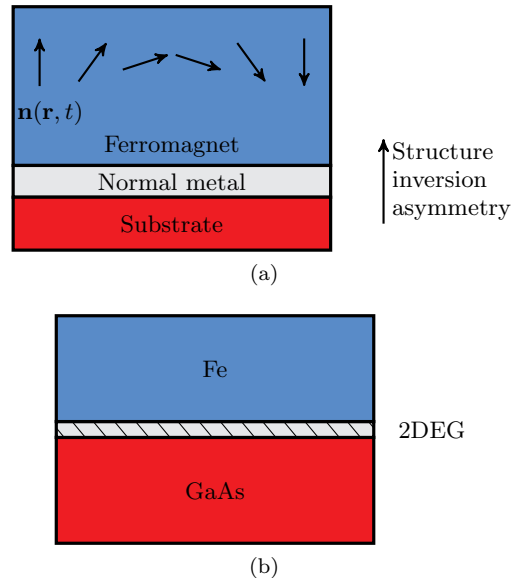 n(r, t)
Ferromagnet
Normal metal
Substrate
Structure
inversion
asymmetry
(a)
Fe
2DEG
GaAs
(b)